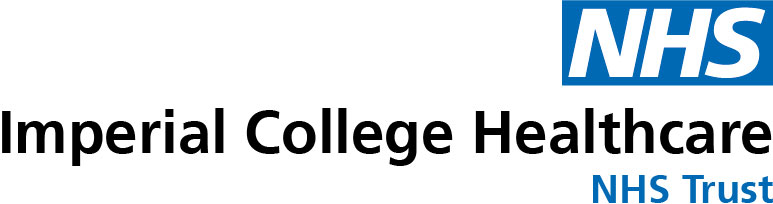 NHS
Imperial College Healthcare
NHS Trust